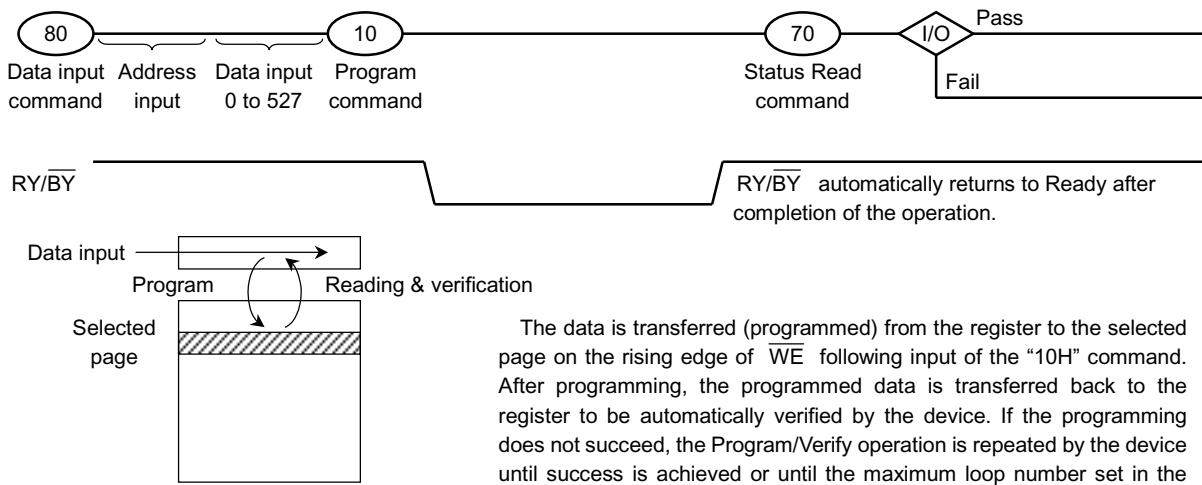 80 10 70 I/O Pass
Data input Address Data input Program Status Read Fail
command input 0 to 527 command command
RY/BY RY/BY automatically returns to Ready after
completion of the operation.
Data input
Program Reading & verification
Selected
page
The data is transferred (programmed) from the register to the selected
page on the rising edge of WE following input of the “10H” command.
After programming, the programmed data is transferred back to the
register to be automatically verified by the device. If the programming
does not succeed, the Program/Verify operation is repeated by the device
until success is achieved or until the maximum loop number set in the